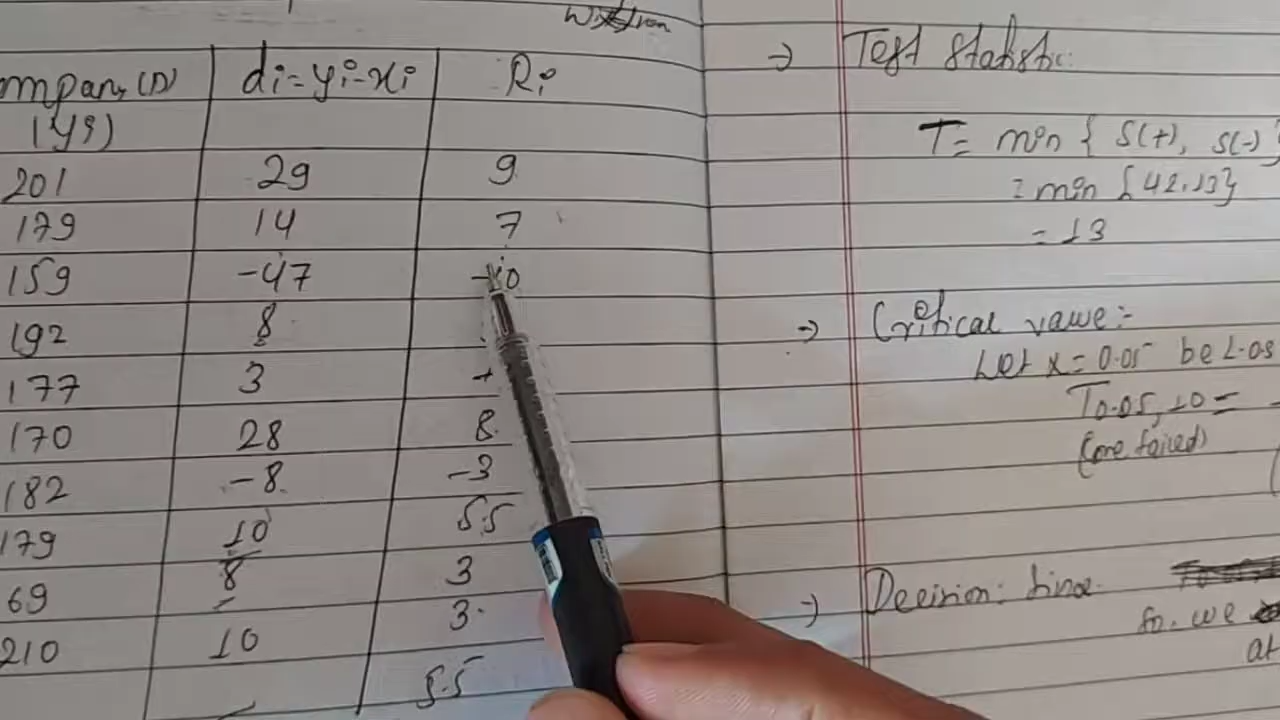 mpany (D) di=yi-xi Ri
(Yi)
201 29 9
179 14 7
159 -47 -10
192 8
177 3
170 28 8
182 -8 -3
179 10 5.5
69 8 3
210 10 3
5.5
→ Test statistic:
T= min { S(+), S(-) }
= min {42,13}
= 13
→ Critical value:-
Let α=0.05 be L.os
T0.05,10 =
(one tailed)
→ Decision: Since
so. we
at